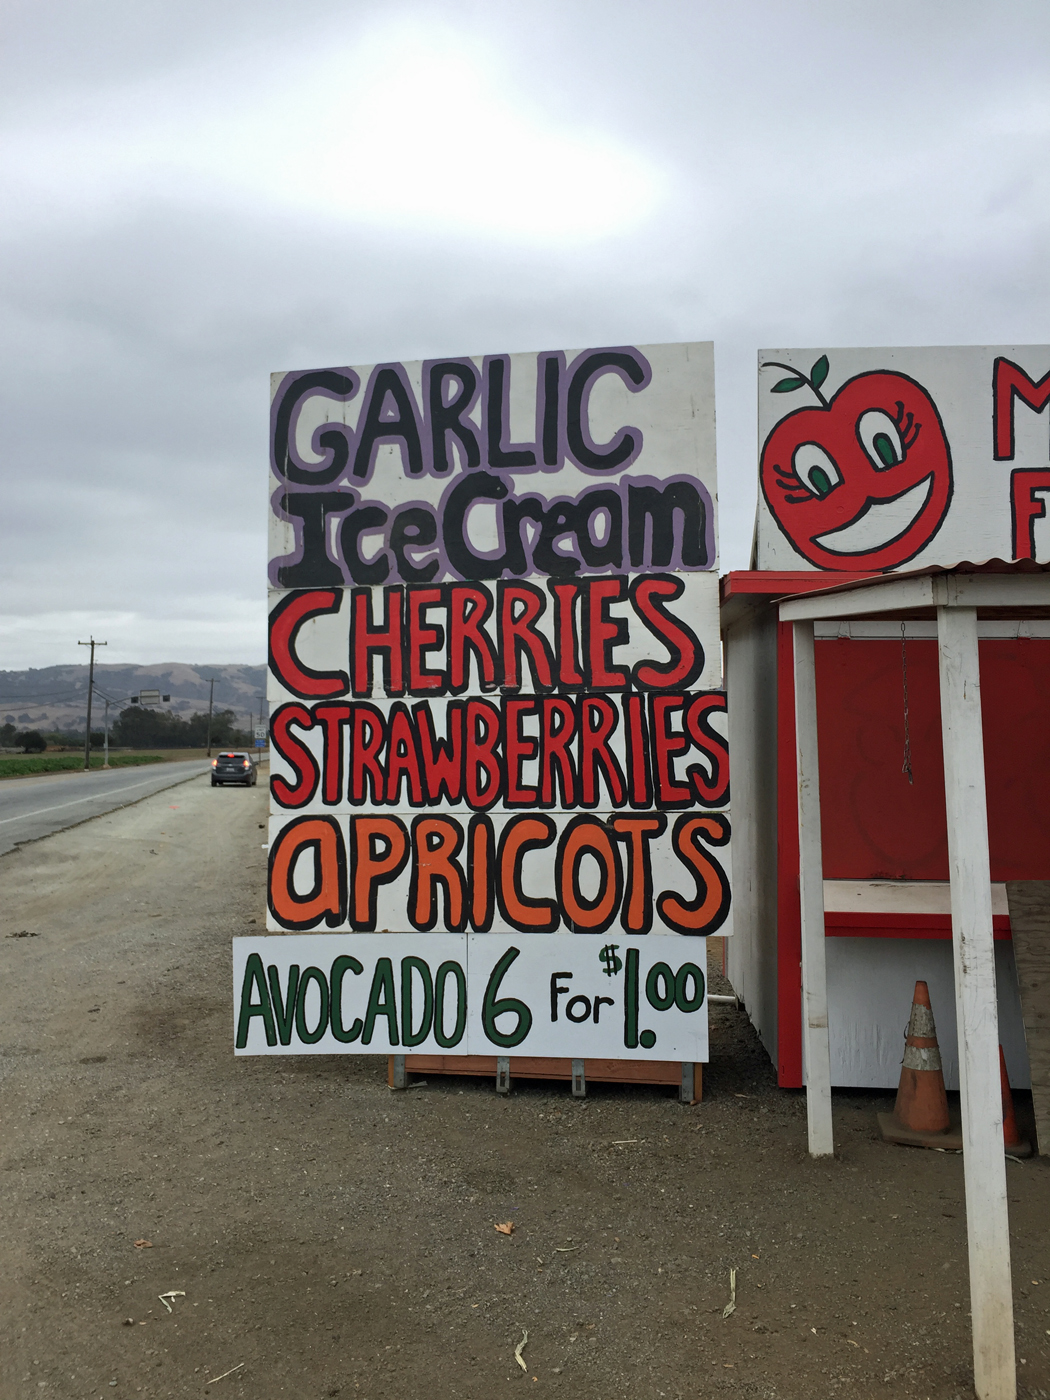 GARLIC
Ice Cream
CHERRIES
STRAWBERRIES
aPRICOTS
AVOCADO 6 For $1.00